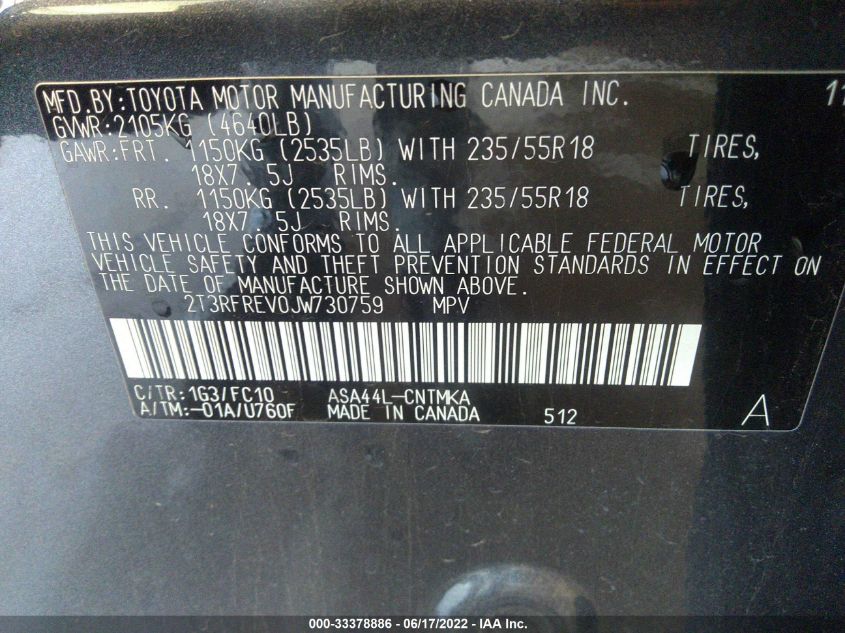 MFD.BY:TOYOTA MOTOR MANUFACTURING CANADA INC. 11
GVWR:2105KG (4640LB)
GAWR:FRT. 1150KG (2535LB) WITH 235/55R18 TIRES,
18X7.5J RIMS.
RR. 1150KG (2535LB) WITH 235/55R18 TIRES,
18X7.5J RIMS.
THIS VEHICLE CONFORMS TO ALL APPLICABLE FEDERAL MOTOR
VEHICLE SAFETY AND THEFT PREVENTION STANDARDS IN EFFECT ON
THE DATE OF MANUFACTURE SHOWN ABOVE.
2T3RFREV0JW730759 MPV
C/TR:1G3/FC10 ASA44L-CNTMKA
A/TM:-01A/U760F MADE IN CANADA 512 A
000-33378886 - 06/17/2022 - IAA Inc.